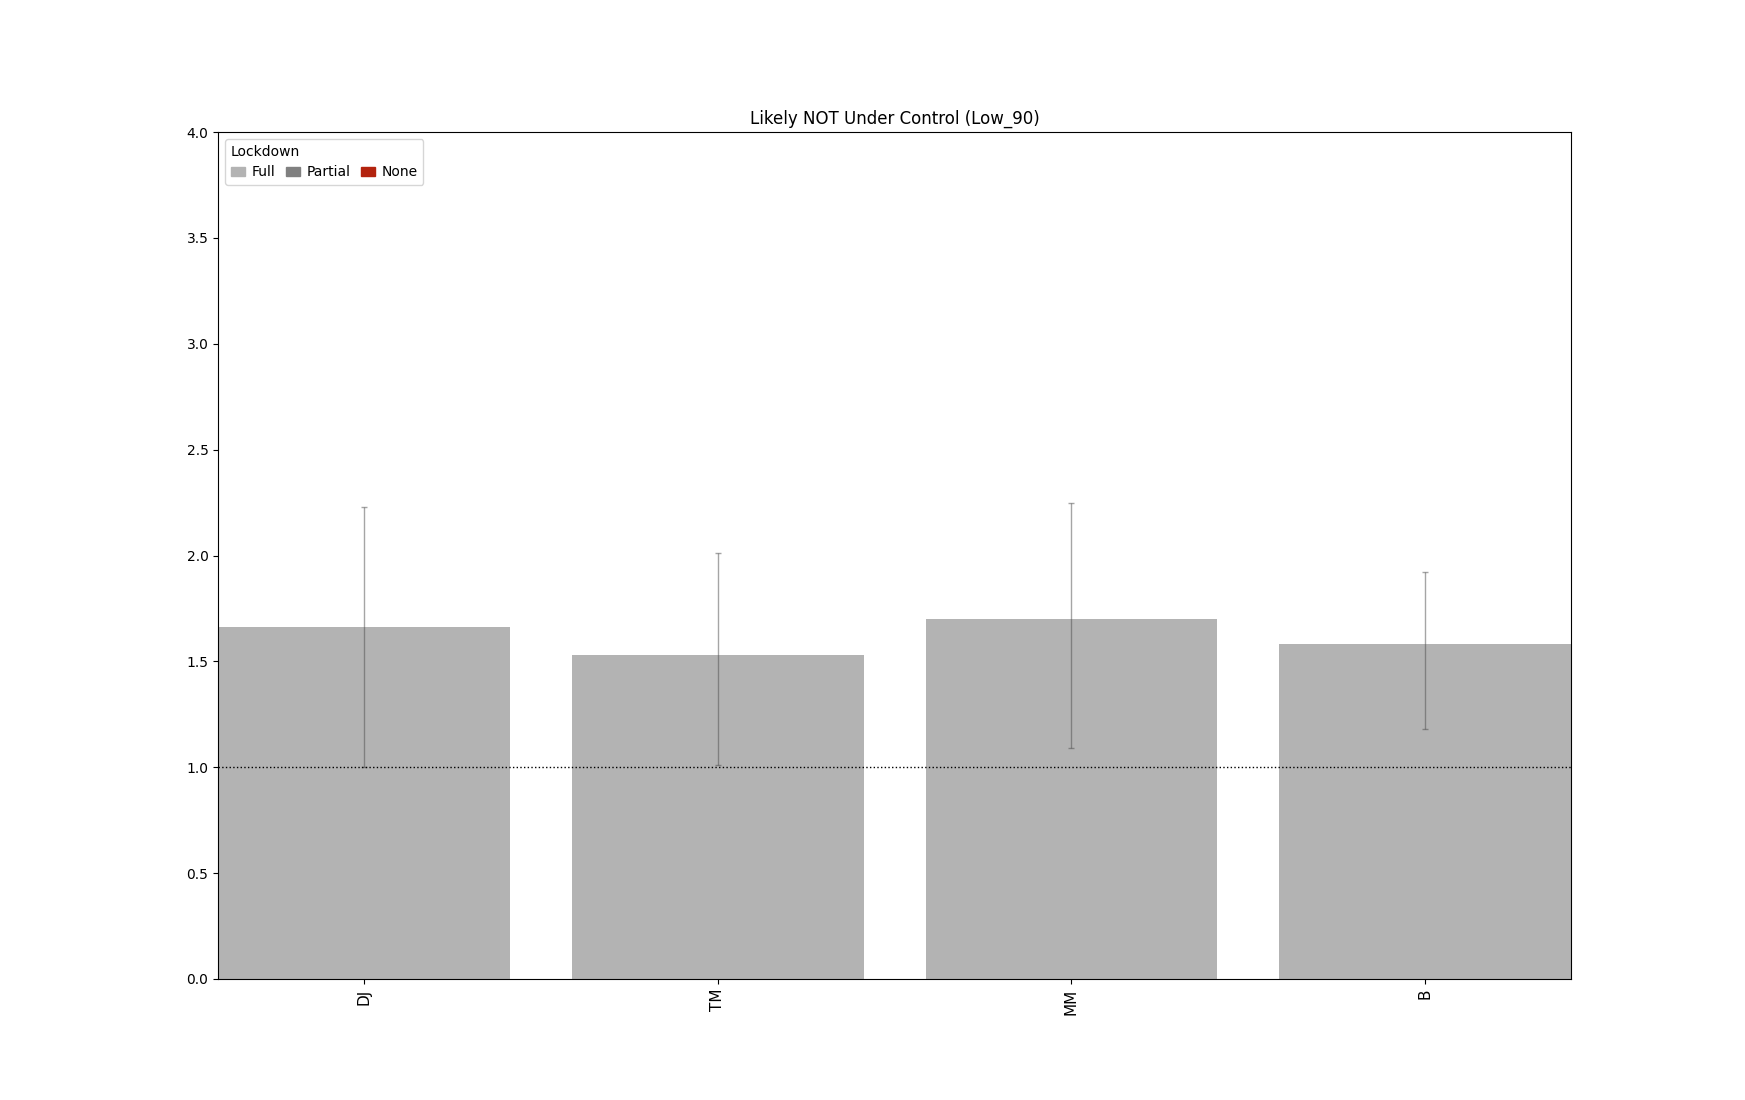 Likely NOT Under Control (Low_90)
Lockdown
Full Partial None
4.0
3.5
3.0
2.5
2.0
1.5
1.0
0.5
0.0
DJ
TM
MM
B